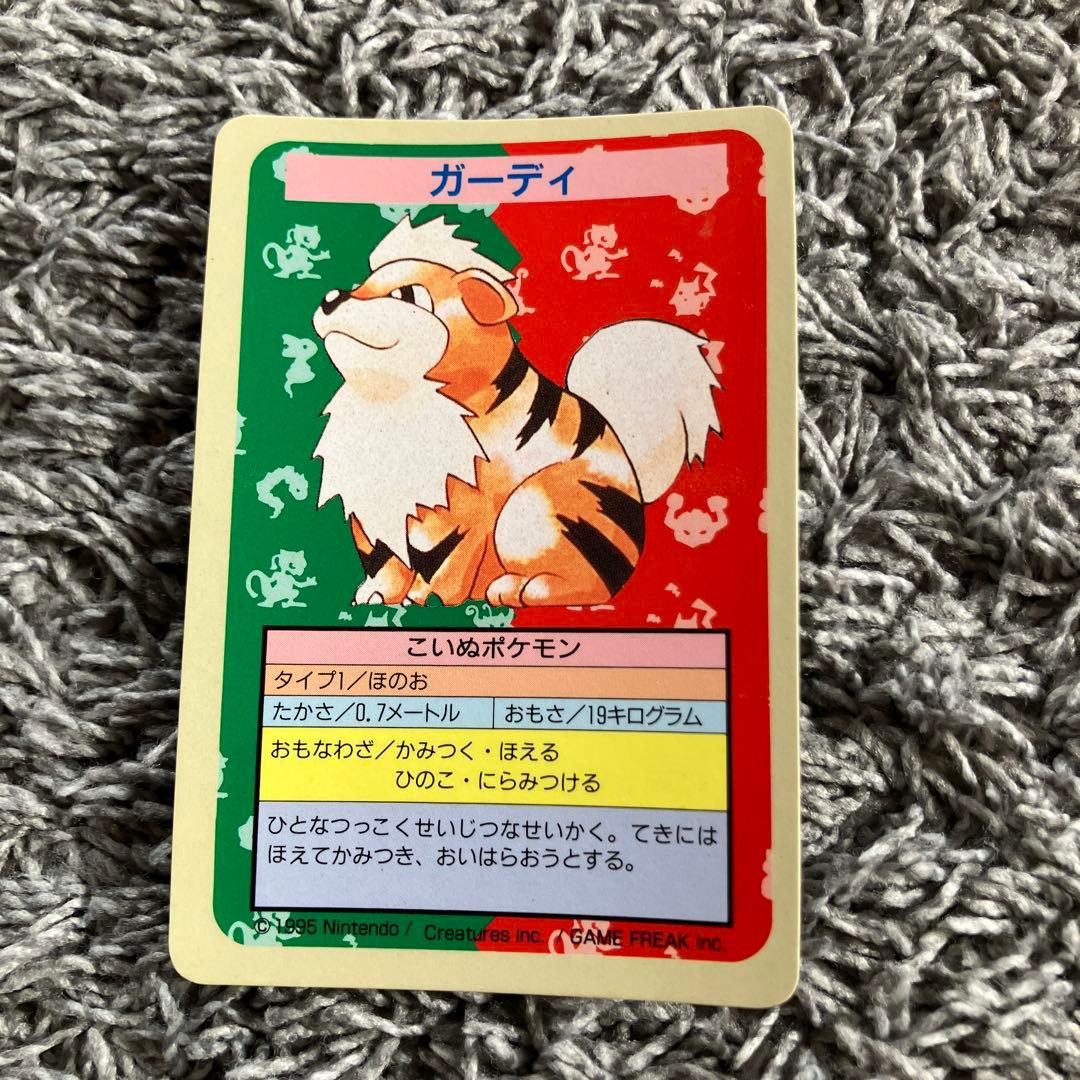 ガーディ
こいぬポケモン
タイプ1/ほのお
たかさ/0.7メートル おもさ/19キログラム
おもなわざ/かみつく・ほえる
ひのこ・にらみつける
ひとなつっこくせいじつなせいかく。てきには
ほえてかみつき、おいはらおうとする。
© 1995 Nintendo / Creatures inc. / GAME FREAK inc.